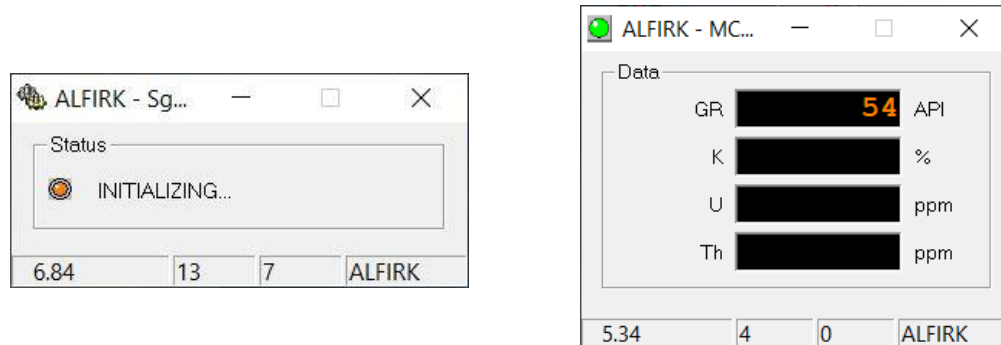 ALFIRK - Sg...
Status
INITIALIZING...
6.84 13 7 ALFIRK
ALFIRK - MC...
Data
GR 54 API
K %
U ppm
Th ppm
5.34 4 0 ALFIRK